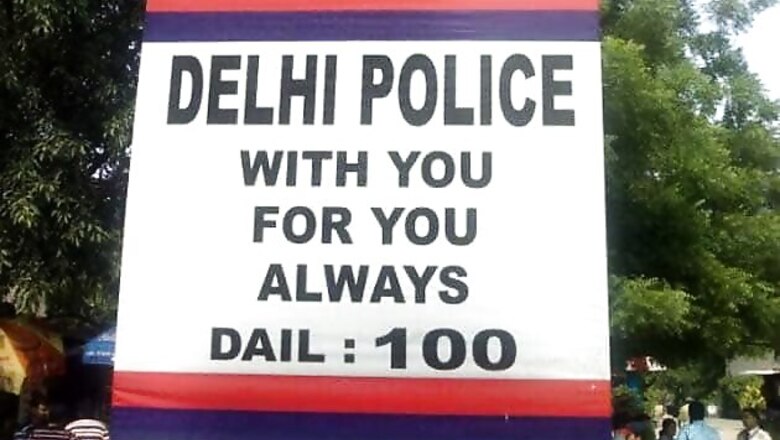 DELHI POLICE
WITH YOU
FOR YOU
ALWAYS
DAIL : 100